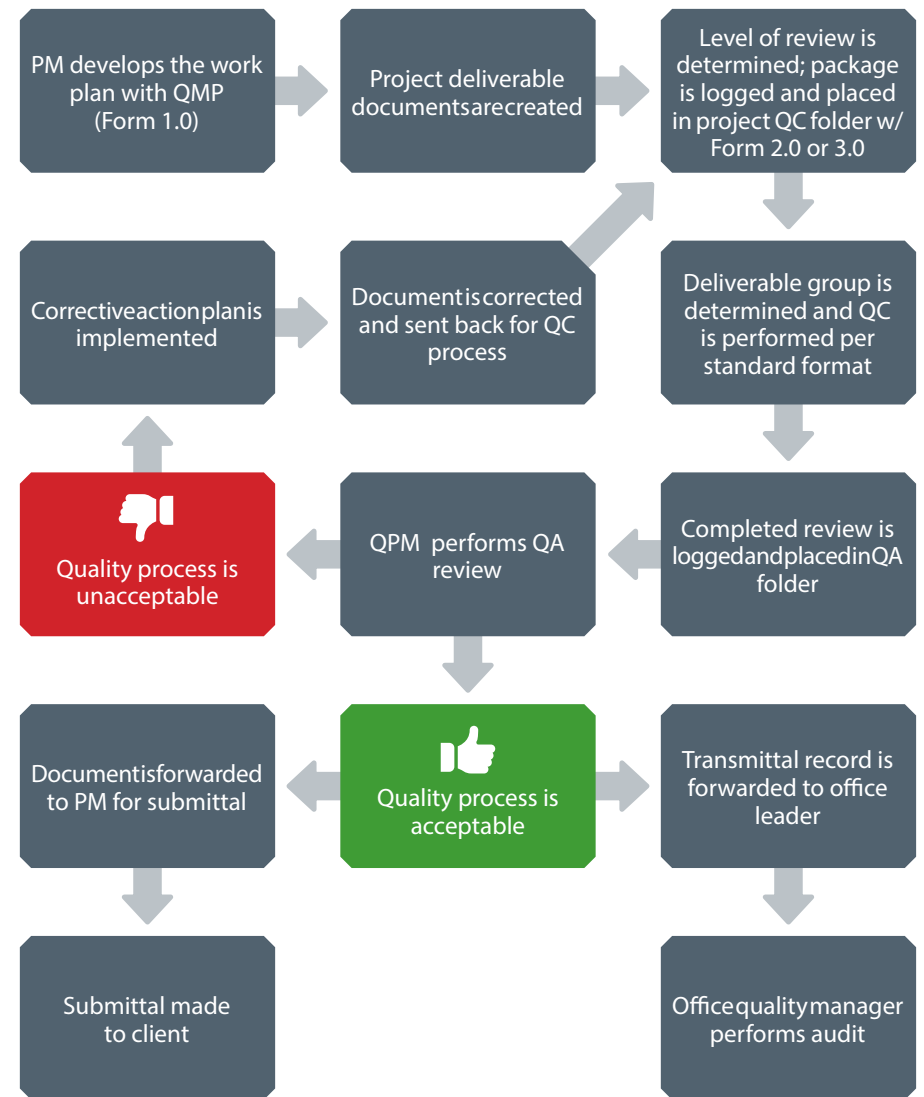 PM develops the work
plan with QMP
(Form 1.0)
Project deliverable
documentsarecreated
Level of review is
determined; package
is logged and placed
in project QC folder w/
Form 2.0 or 3.0
Correctiveactionplanis
implemented
Documentiscorrected
and sent back for QC
process
Deliverable group is
determined and QC
is performed per
standard format
Quality process is
unacceptable
QPM performs QA
review
Completed review is
loggedandplacedinQA
folder
Documentisforwarded
to PM for submittal
Quality process is
acceptable
Transmittal record is
forwarded to office
leader
Submittal made
to client
Officequalitymanager
performs audit